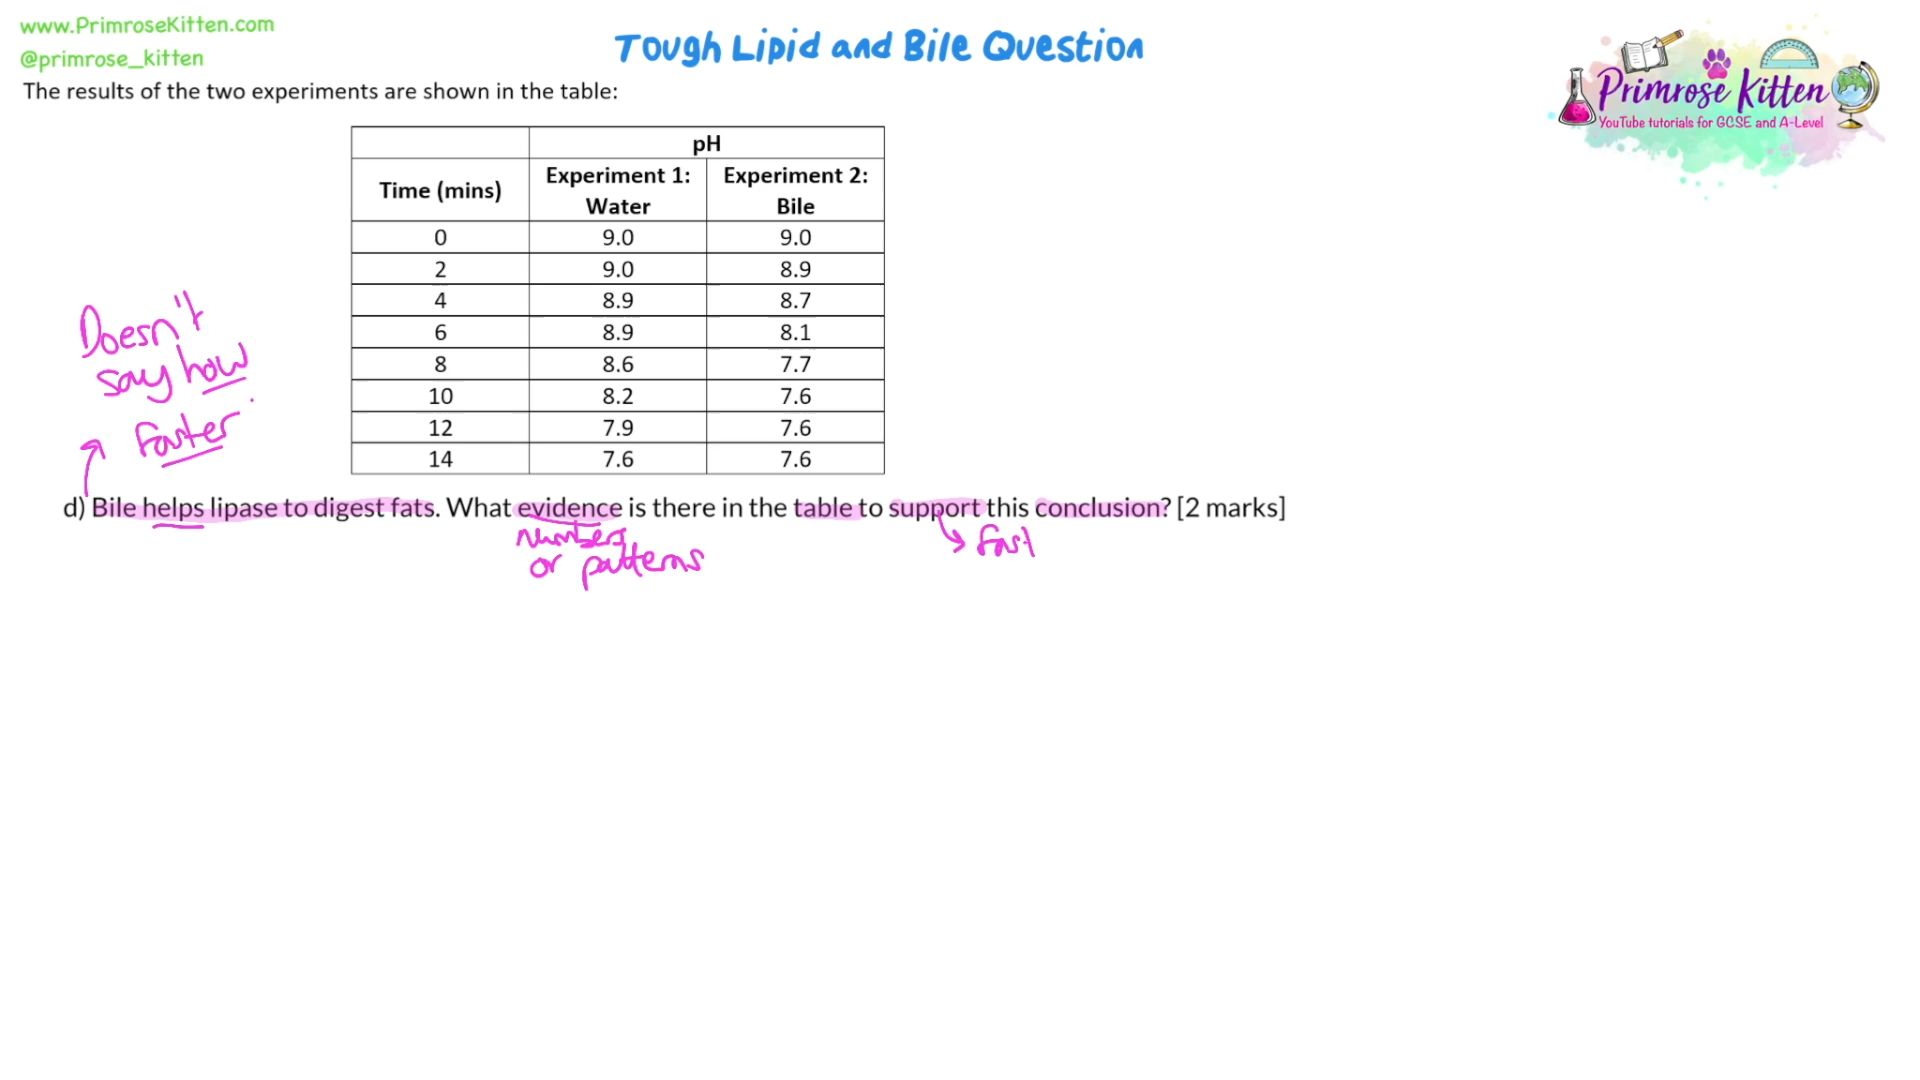 www.PrimroseKitten.com
@primrose_kitten
Tough Lipid and Bile Question
Primrose Kitten
YouTube tutorials for GCSE and A-Level
The results of the two experiments are shown in the table:
pH
Time (mins) Experiment 1: Water Experiment 2: Bile
0 9.0 9.0
2 9.0 8.9
4 8.9 8.7
6 8.9 8.1
8 8.6 7.7
10 8.2 7.6
12 7.9 7.6
14 7.6 7.6
Doesn't
say how
faster
d) Bile helps lipase to digest fats. What evidence is there in the table to support this conclusion? [2 marks]
numbers
or patterns
fast